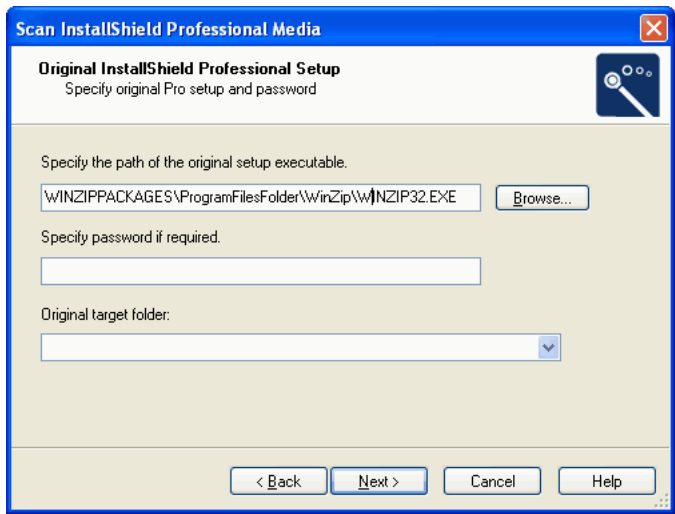 Scan InstallShield Professional Media
Original InstallShield Professional Setup
Specify original Pro setup and password
Specify the path of the original setup executable.
WINZIPPACKAGES\ProgramFilesFolder\WinZip\WINZIP32.EXE
Browse...
Specify password if required.
Original target folder:
< Back
Next >
Cancel
Help